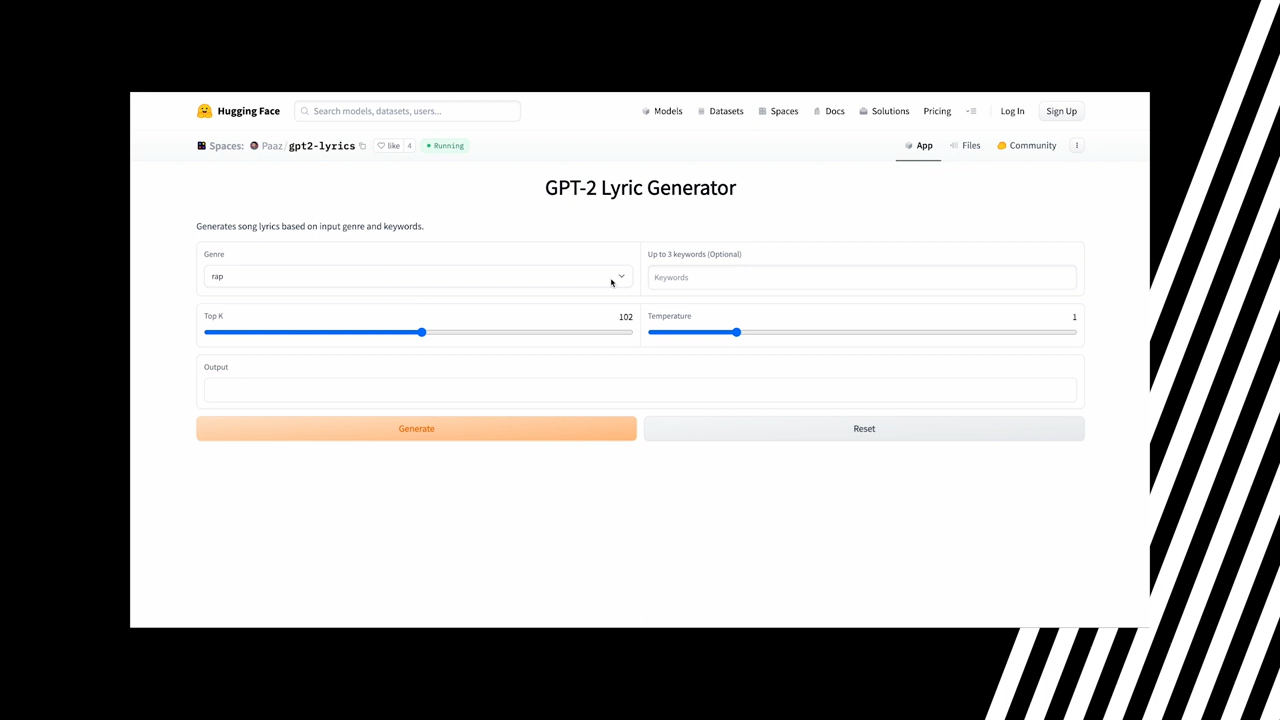 Hugging Face
Search models, datasets, users...
Models
Datasets
Spaces
Docs
Solutions
Pricing
Log In
Sign Up
Spaces:
Paaz/gpt2-lyrics
like 4
Running
App
Files
Community
GPT-2 Lyric Generator
Generates song lyrics based on input genre and keywords.
Genre
rap
Up to 3 keywords (Optional)
Keywords
Top K
102
Temperature
1
Output
Generate
Reset